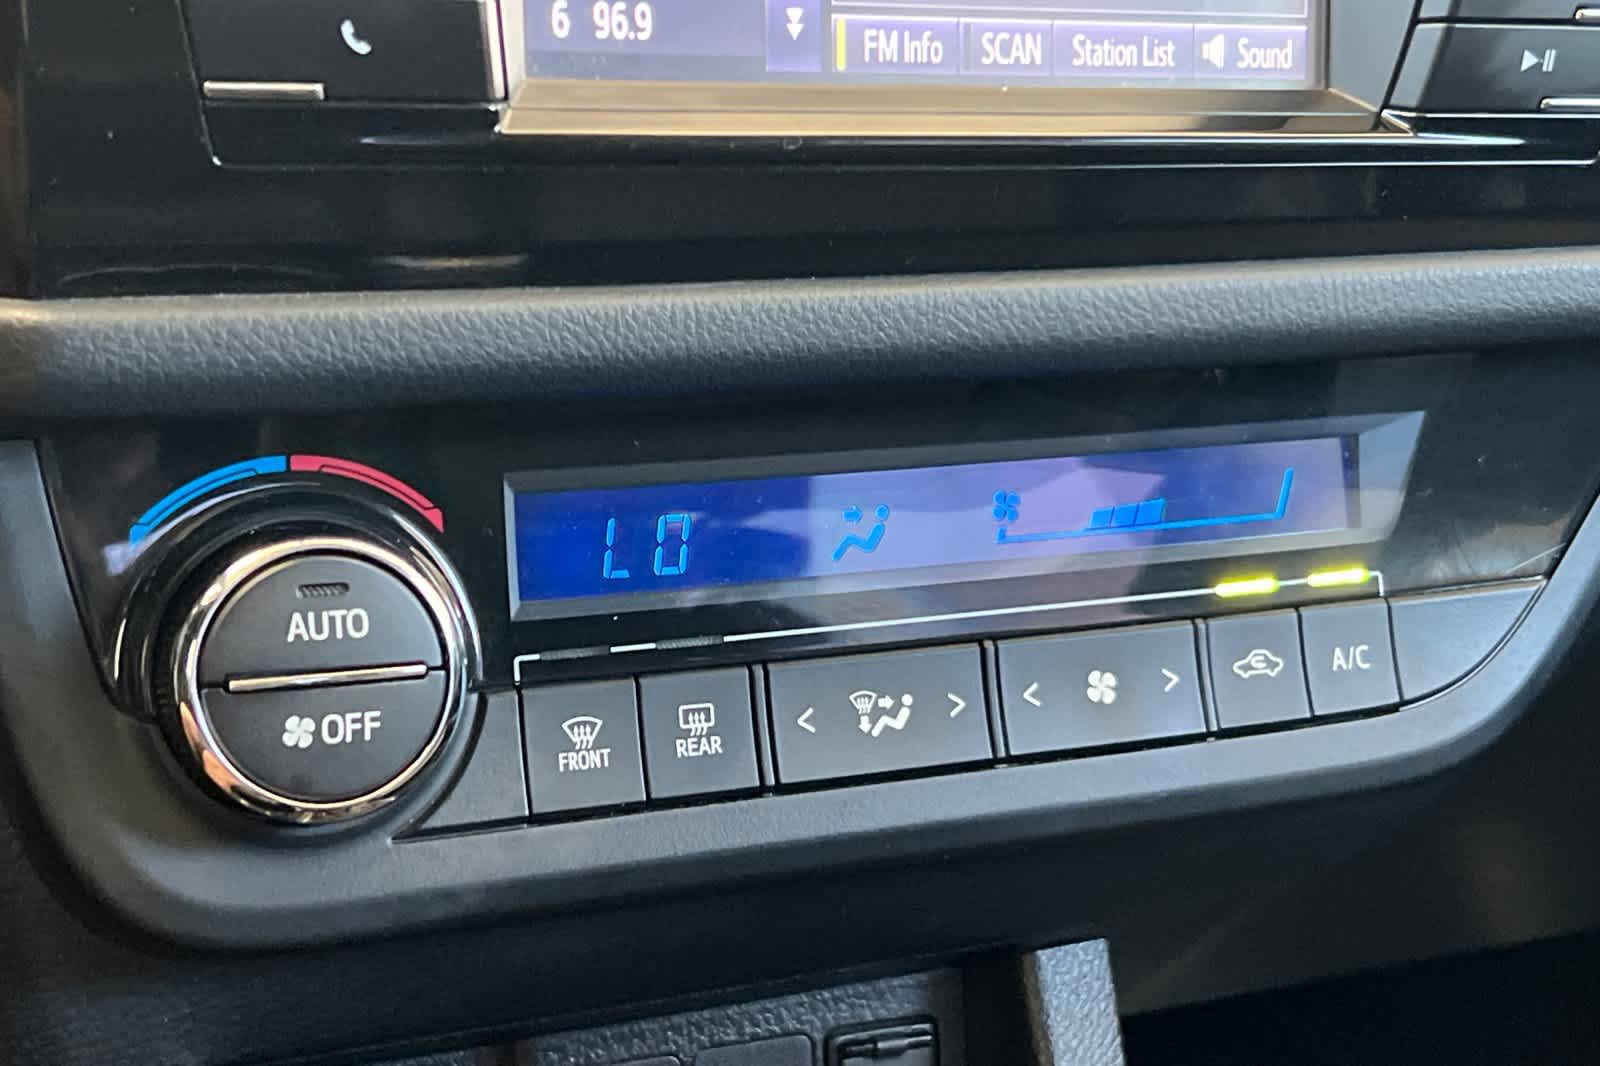 6 96.9
FM Info SCAN Station List Sound
LO
AUTO
OFF
FRONT
REAR
A/C